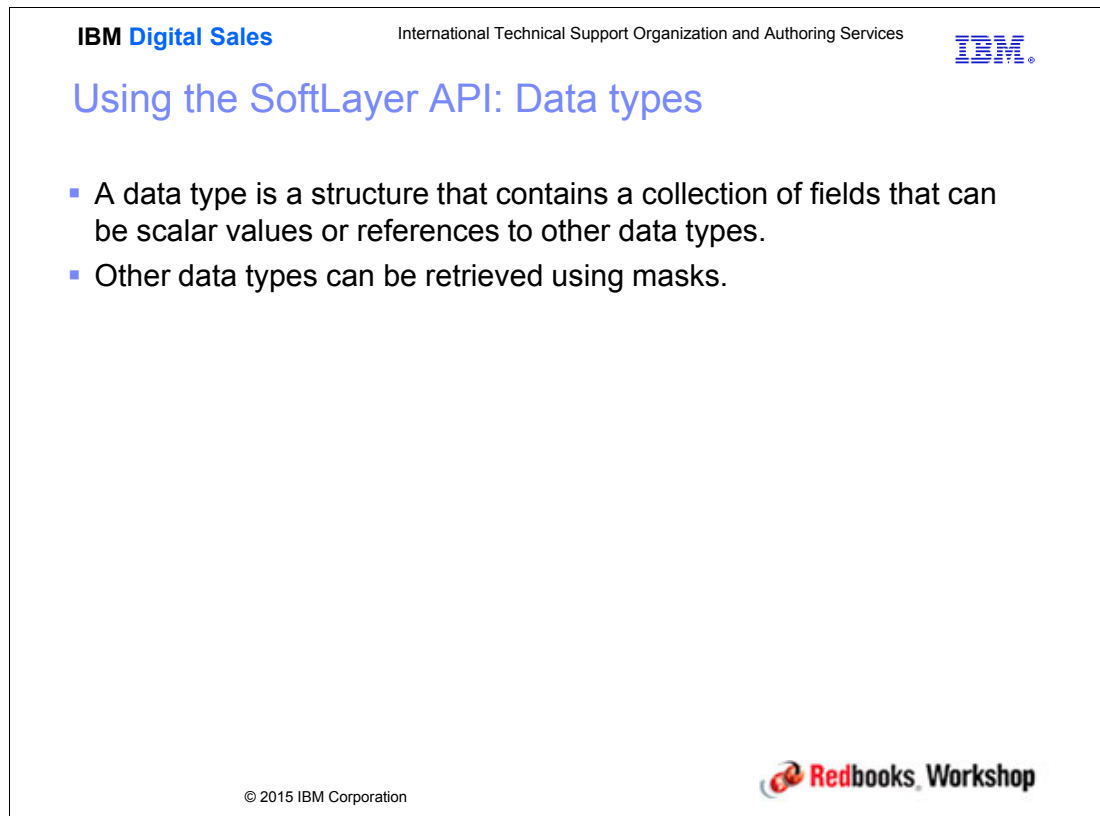 IBM Digital Sales
International Technical Support Organization and Authoring Services
IBM®
Using the SoftLayer API: Data types
▪ A data type is a structure that contains a collection of fields that can
be scalar values or references to other data types.
▪ Other data types can be retrieved using masks.
© 2015 IBM Corporation
Redbooks Workshop